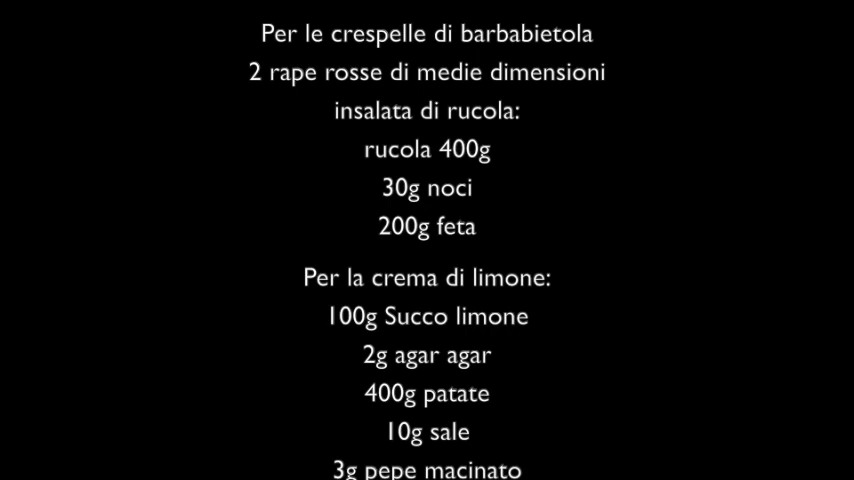 Per le crespelle di barbabietola
2 rape rosse di medie dimensioni
insalata di rucola:
rucola 400g
30g noci
200g feta
Per la crema di limone:
100g Succo limone
2g agar agar
400g patate
10g sale
3g pepe macinato